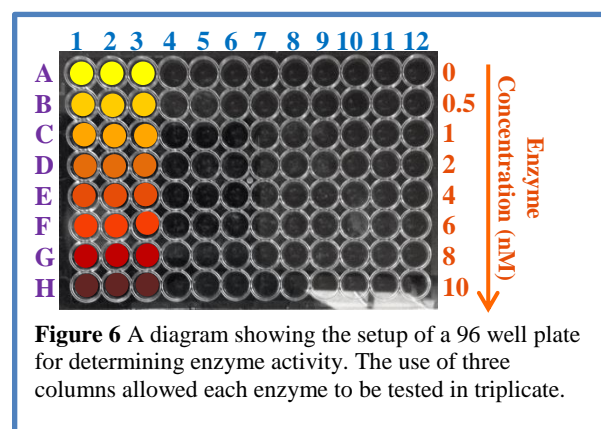 1 2 3 4 5 6 7 8 9 10 11 12
A 0
B 0.5
C 1
D 2
E 4
F 6
G 8
H 10
Enzyme
Concentration (nM)
Figure 6 A diagram showing the setup of a 96 well plate
for determining enzyme activity. The use of three
columns allowed each enzyme to be tested in triplicate.